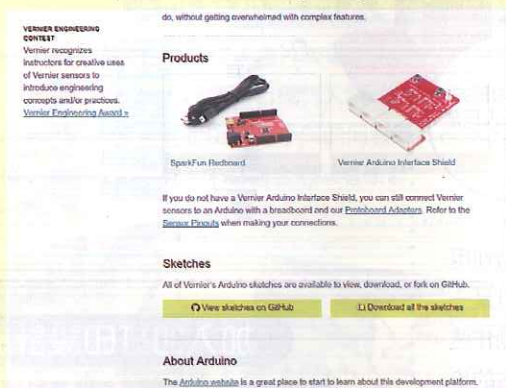 VERNIER ENGINEERING
CONTEST
Vernier recognizes
instructors for creative uses
of Vernier sensors to
introduce engineering
concepts and/or practices.
Vernier Engineering Award »
do, without getting overwhelmed with complex features.
Products
SparkFun Redboard
Vernier Arduino Interface Shield
If you do not have a Vernier Arduino Interface Shield, you can still connect Vernier
sensors to an Arduino with a breadboard and our Protoboard Adapters. Refer to the
Sensor Pinouts when making your connections.
Sketches
All of Vernier's Arduino sketches are available to view, download, or fork on GitHub.
View sketches on GitHub
Download all the sketches
About Arduino
The Arduino website is a great place to start to learn about this development platform.